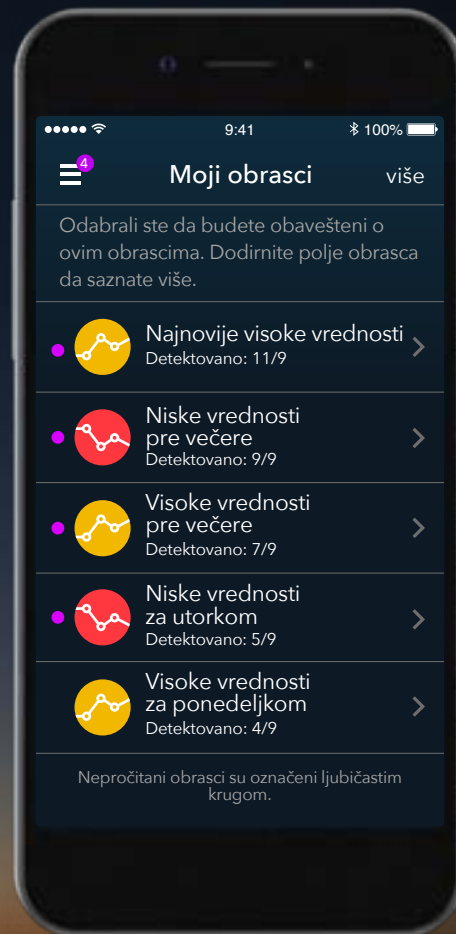 9:41
100%
4
Moji obrasci
više
Odabrali ste da budete obavešteni o
ovim obrascima. Dodirnite polje obrasca
da saznate više.
Najnovije visoke vrednosti
Detektovano: 11/9
Niske vrednosti
pre večere
Detektovano: 9/9
Visoke vrednosti
pre večere
Detektovano: 7/9
Niske vrednosti
za utorkom
Detektovano: 5/9
Visoke vrednosti
za ponedeljkom
Detektovano: 4/9
Nepročitani obrasci su označeni ljubičastim
krugom.